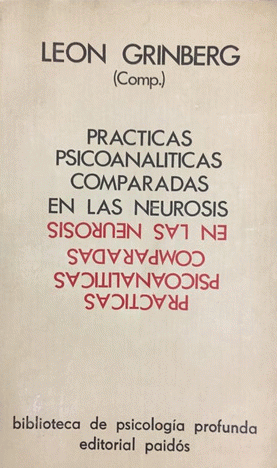 LEON GRINBERG
(Comp.)
PRACTICAS
PSICOANALITICAS
COMPARADAS
EN LAS NEUROSIS
EN LAS NEUROSIS
COMPARADAS
PSICOANALITICAS
PRACTICAS
biblioteca de psicología profunda
editorial paidós